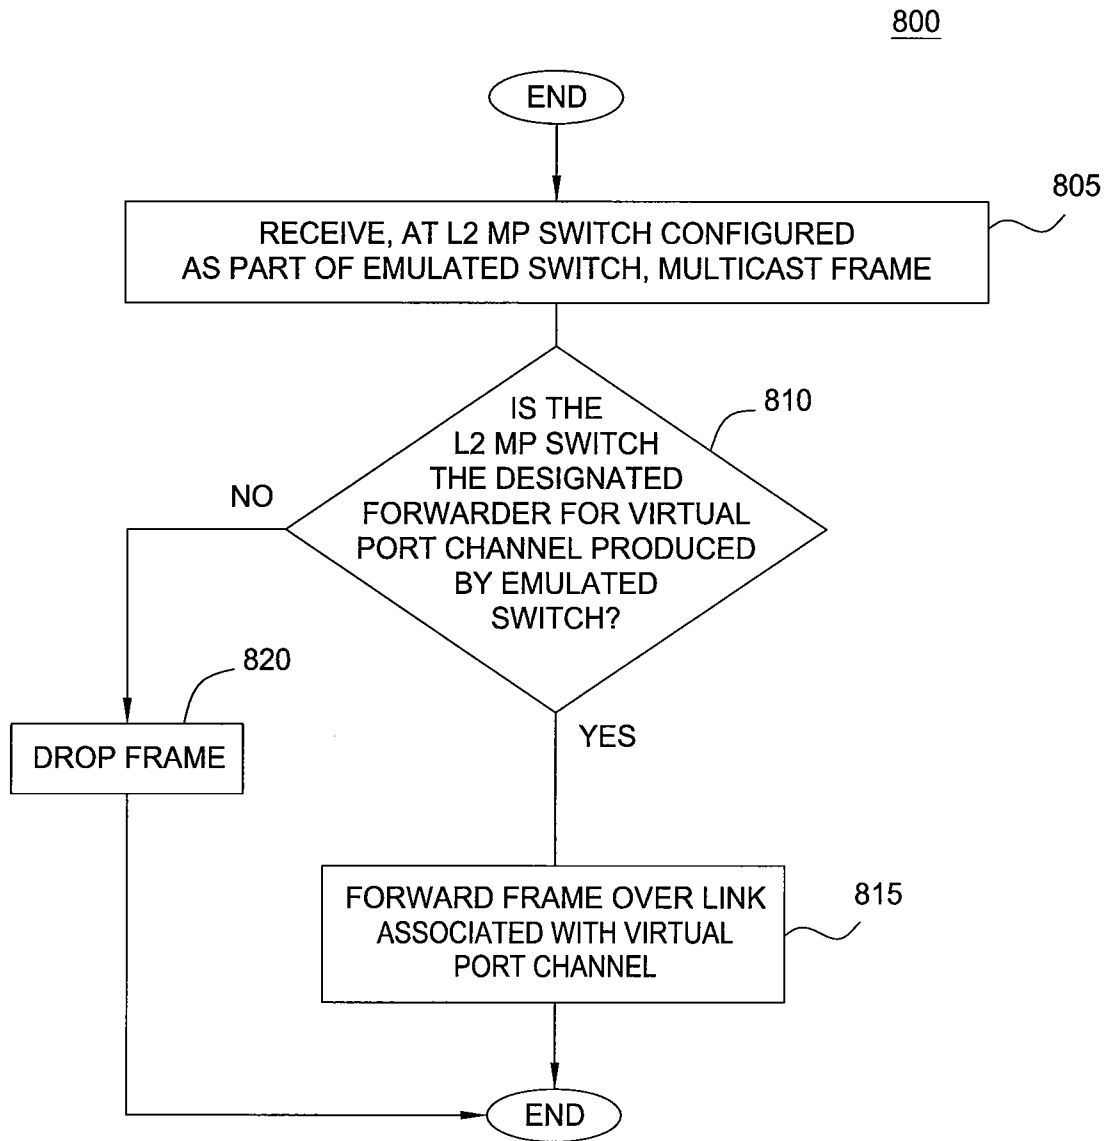 800
END
805
RECEIVE, AT L2 MP SWITCH CONFIGURED
AS PART OF EMULATED SWITCH, MULTICAST FRAME
810
IS THE
L2 MP SWITCH
THE DESIGNATED
FORWARDER FOR VIRTUAL
PORT CHANNEL PRODUCED
BY EMULATED
SWITCH?
NO
820
DROP FRAME
YES
815
FORWARD FRAME OVER LINK
ASSOCIATED WITH VIRTUAL
PORT CHANNEL
END